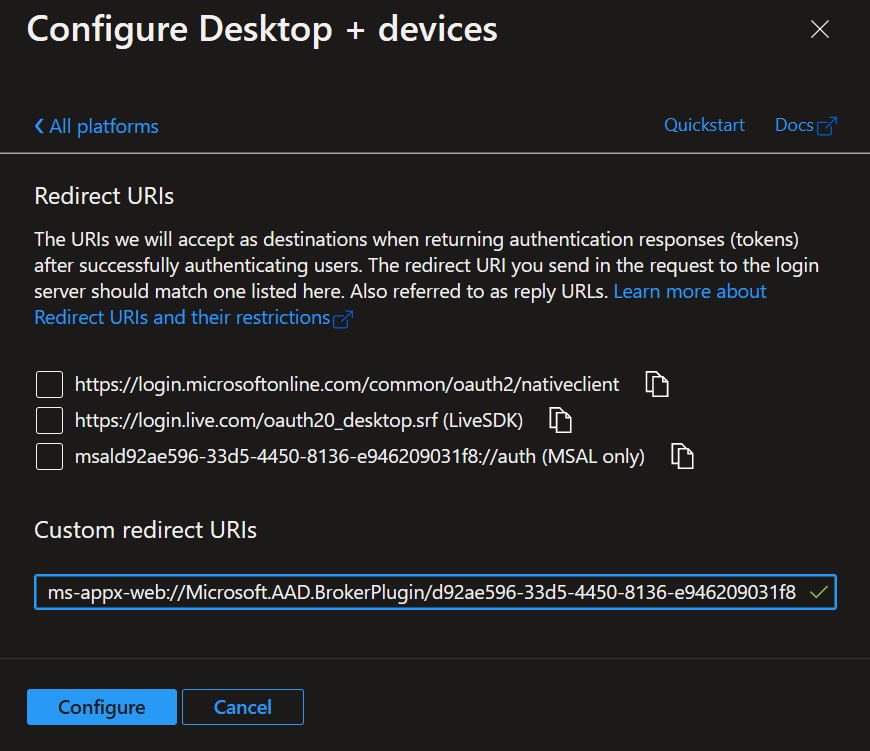 Configure Desktop + devices
All platforms
Quickstart
Docs
Redirect URIs
The URIs we will accept as destinations when returning authentication responses (tokens)
after successfully authenticating users. The redirect URI you send in the request to the login
server should match one listed here. Also referred to as reply URLs. Learn more about
Redirect URIs and their restrictions
https://login.microsoftonline.com/common/oauth2/nativeclient
https://login.live.com/oauth20_desktop.srf (LiveSDK)
msald92ae596-33d5-4450-8136-e946209031f8://auth (MSAL only)
Custom redirect URIs
ms-appx-web://Microsoft.AAD.BrokerPlugin/d92ae596-33d5-4450-8136-e946209031f8
Configure
Cancel